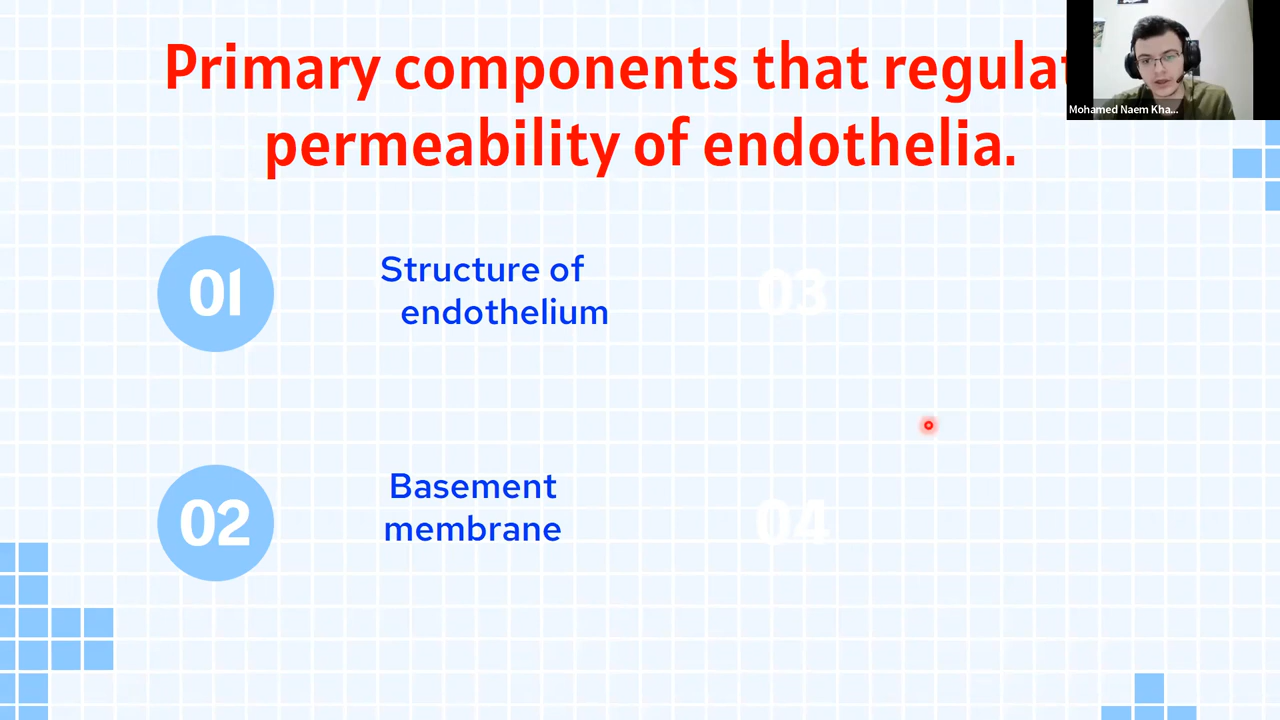 Primary components that regulat
permeability of endothelia.
Mohamed Naem Kha...
01
Structure of
endothelium
03
02
Basement
membrane
04